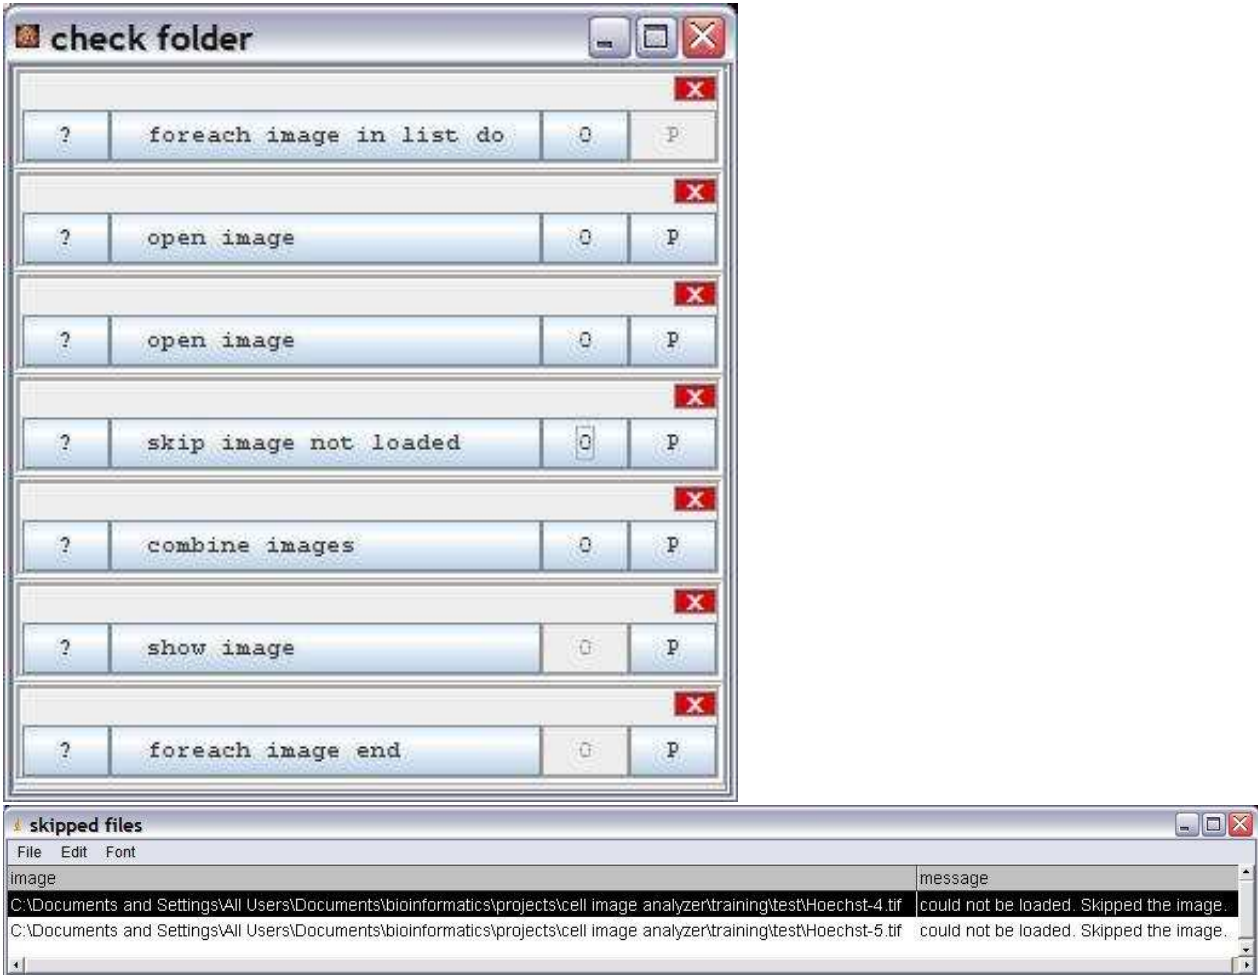 check folder
X
? foreach image in list do O P
X
? open image O P
X
? open image O P
X
? skip image not loaded O P
X
? combine images O P
X
? show image O P
X
? foreach image end O P
skipped files
File Edit Font
image message
C:\Documents and Settings\All Users\Documents\bioinformatics\projects\cell image analyzer\training\test\Hoechst-4.tif could not be loaded. Skipped the image.
C:\Documents and Settings\All Users\Documents\bioinformatics\projects\cell image analyzer\training\test\Hoechst-5.tif could not be loaded. Skipped the image.